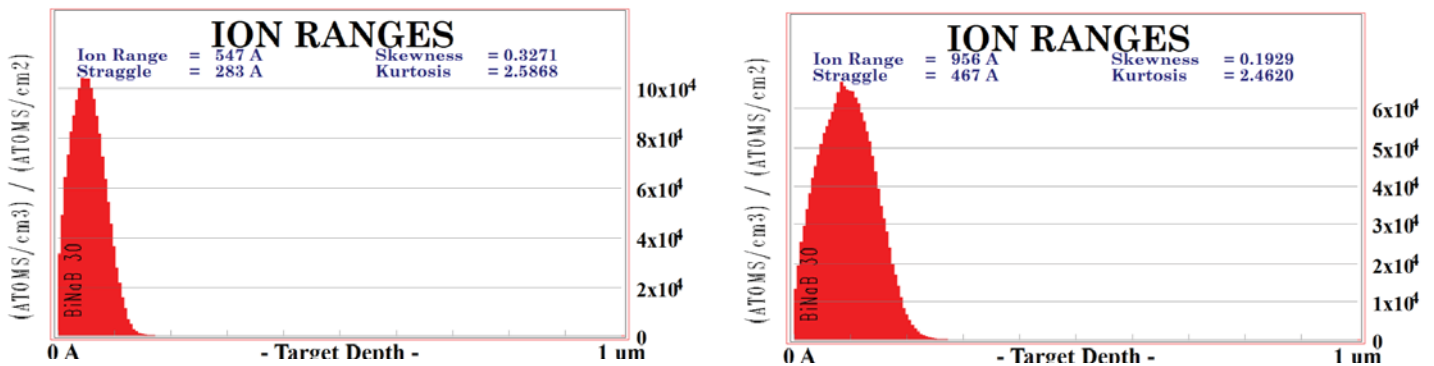 ION RANGES
Ion Range = 547 A Skewness = 0.3271
Straggle = 283 A Kurtosis = 2.5868
(ATOMS/cm3) / (ATOMS/cm2)
10x10⁴
8x10⁴
6x10⁴
4x10⁴
2x10⁴
0
BiNaB 30
0 A - Target Depth - 1 um
ION RANGES
Ion Range = 956 A Skewness = 0.1929
Straggle = 467 A Kurtosis = 2.4620
(ATOMS/cm3) / (ATOMS/cm2)
6x10⁴
5x10⁴
4x10⁴
3x10⁴
2x10⁴
1x10⁴
0
BiNaB 30
0 A - Target Depth - 1 um